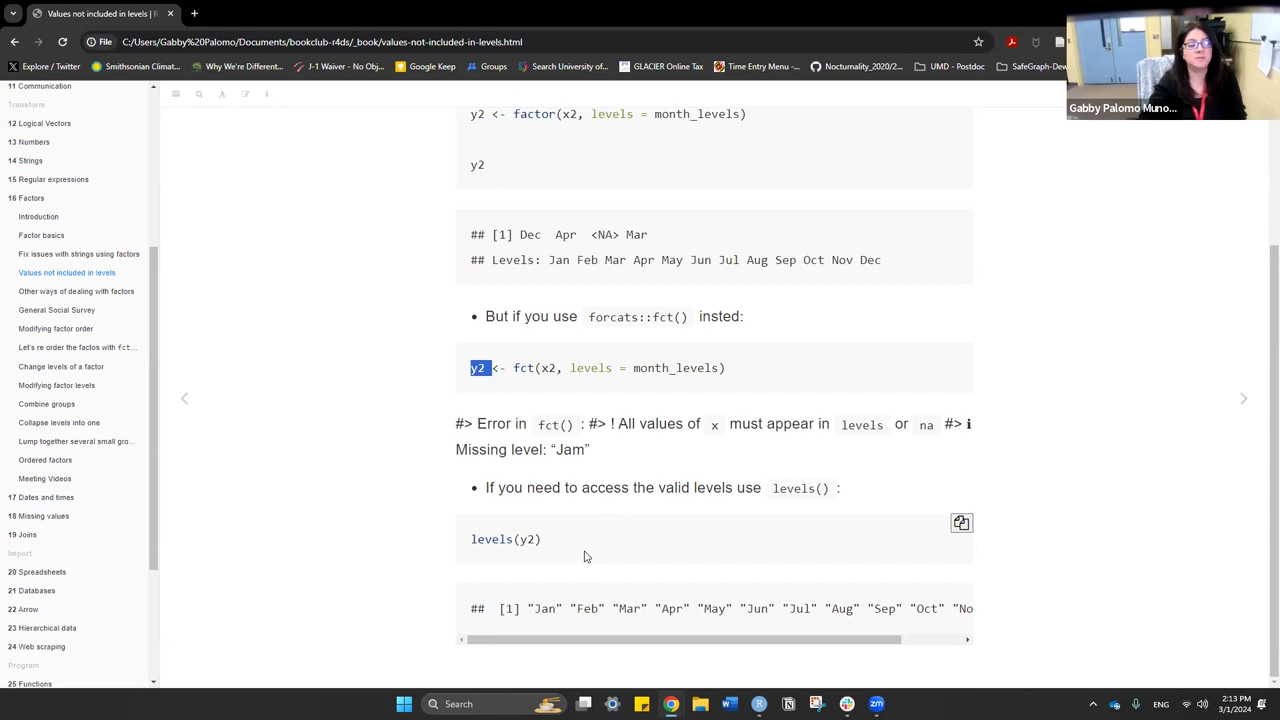 Values not included in levels | R
File
C:/Users/Gabby%20Palomo/Documents/bookclub-r4ds/_book/values-not-included-in-levels.html
Explore / Twitter
Smithsonian Climat...
Why We're Different...
J-1 Waiver - No Obj...
Google Keep
Power BI
Groenvision
Search University of...
GLACIER Online Tax...
Time Entry Menu - V...
Nocturnality_2020/2...
UMD - Postdoc
SafeGraph-Dew
Gabby Palomo Muno...
11 Communication
Transform
12 Logical Vectors
13 Numbers
14 Strings
15 Regular expressions
16 Factors
Introduction
Factor basics
Fix issues with strings using factors
Values not included in levels
Other ways of dealing with factors
General Social Survey
Modifying factor order
Let's re order the factos with fct...
Change levels of a factor
Modifying factor levels
Combine groups
Collapse levels into one
Lump together several small gro...
Ordered factors
Meeting Videos
17 Dates and times
18 Missing values
19 Joins
Import
20 Spreadsheets
21 Databases
22 Arrow
23 Hierarchical data
24 Web scraping
Program
25 Functions
y2 <- factor(x2, levels = month_levels)
y2
## [1] Dec  Apr  <NA> Mar
## Levels: Jan Feb Mar Apr May Jun Jul Aug Sep Oct Nov Dec
• But if you use forcats::fct() insted:
y2 <- fct(x2, levels = month_levels)
#> Error in fct() : #> ! All values of x must appear in levels or na #> ℹ
Missing level: “Jam”
• If you need to access the valid levels use levels() :
levels(y2)
##  [1] "Jan" "Feb" "Mar" "Apr" "May" "Jun" "Jul" "Aug" "Sep" "Oct" "No
Search
ENG
2:13 PM
3/1/2024